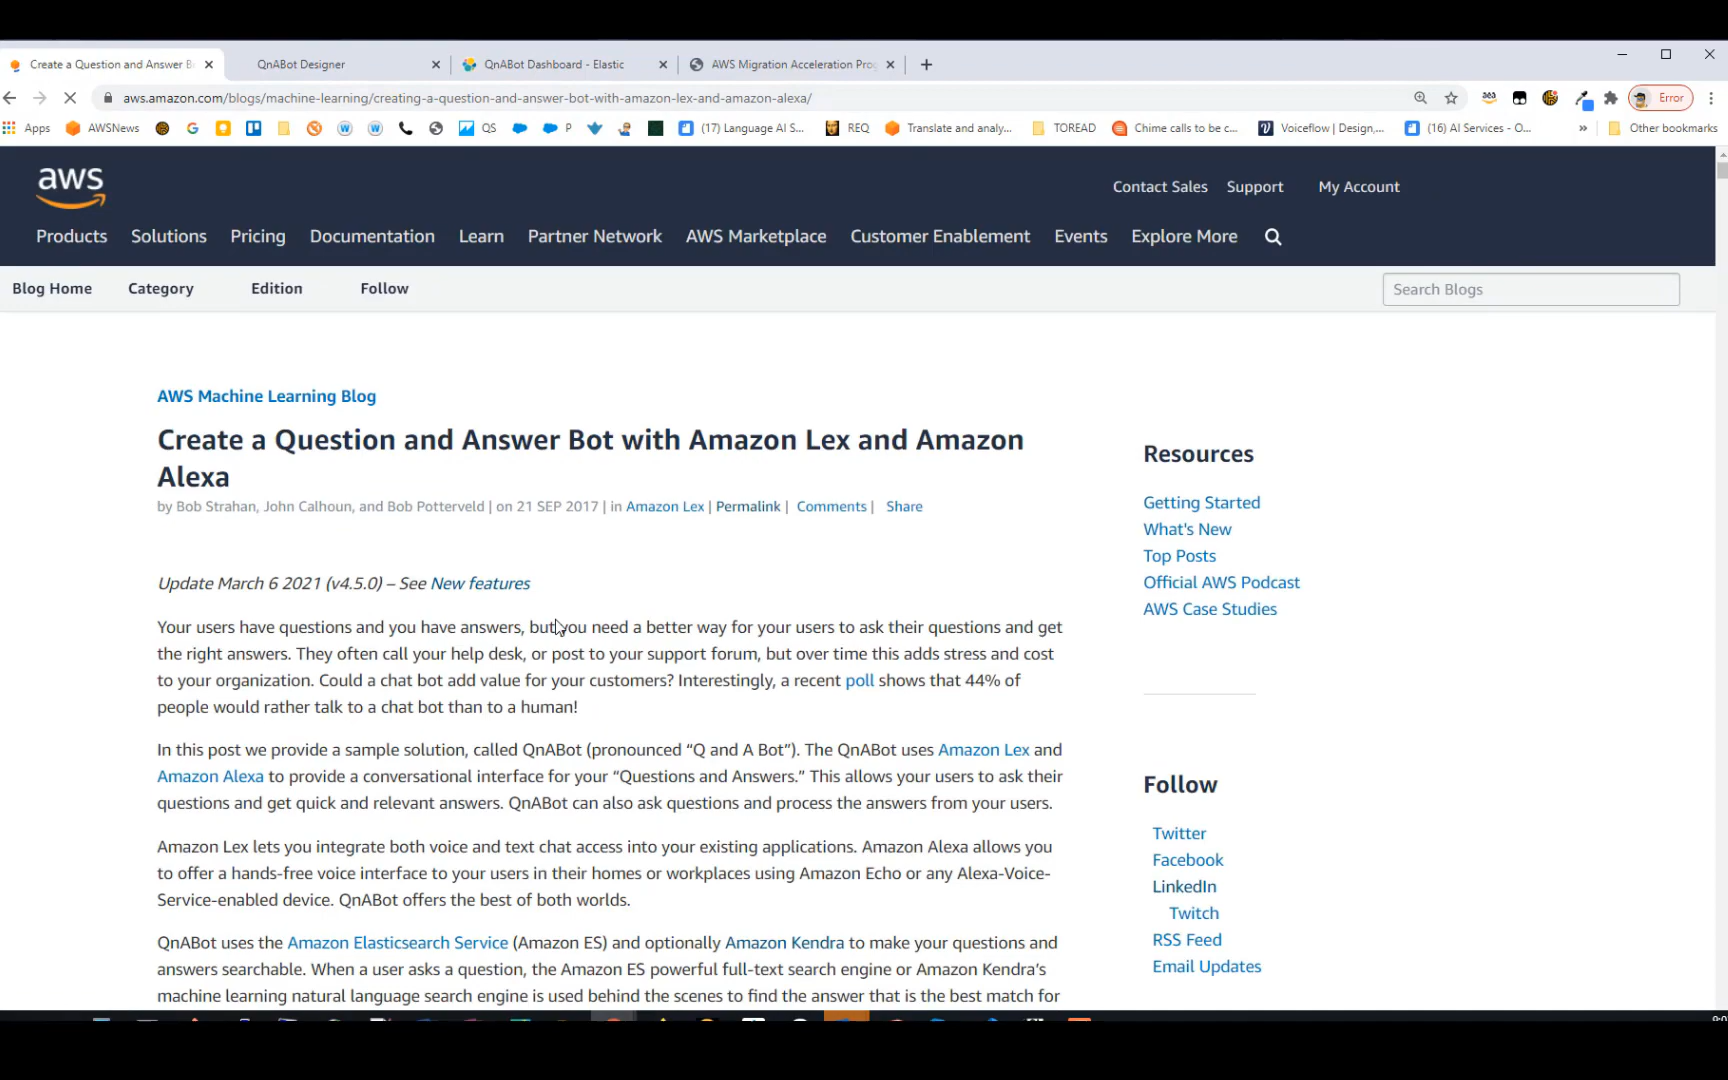 Create a Question and Answer B
QnABot Designer
QnABot Dashboard - Elastic
AWS Migration Acceleration Prog
aws.amazon.com/blogs/machine-learning/creating-a-question-and-answer-bot-with-amazon-lex-and-amazon-alexa/
Error
Apps
AWSNews
QS
P
(17) Language AI S...
REQ
Translate and analy...
TOREAD
Chime calls to be c...
Voiceflow | Design,...
(16) AI Services - O...
»
Other bookmarks
aws
Contact Sales
Support
My Account
Products
Solutions
Pricing
Documentation
Learn
Partner Network
AWS Marketplace
Customer Enablement
Events
Explore More
Blog Home
Category
Edition
Follow
Search Blogs
AWS Machine Learning Blog
Create a Question and Answer Bot with Amazon Lex and Amazon
Alexa
by Bob Strahan, John Calhoun, and Bob Potterveld | on 21 SEP 2017 | in Amazon Lex | Permalink | Comments | Share
Update March 6 2021 (v4.5.0) – See New features
Your users have questions and you have answers, but you need a better way for your users to ask their questions and get
the right answers. They often call your help desk, or post to your support forum, but over time this adds stress and cost
to your organization. Could a chat bot add value for your customers? Interestingly, a recent poll shows that 44% of
people would rather talk to a chat bot than to a human!
In this post we provide a sample solution, called QnABot (pronounced “Q and A Bot”). The QnABot uses Amazon Lex and
Amazon Alexa to provide a conversational interface for your “Questions and Answers.” This allows your users to ask their
questions and get quick and relevant answers. QnABot can also ask questions and process the answers from your users.
Amazon Lex lets you integrate both voice and text chat access into your existing applications. Amazon Alexa allows you
to offer a hands-free voice interface to your users in their homes or workplaces using Amazon Echo or any Alexa-Voice-
Service-enabled device. QnABot offers the best of both worlds.
QnABot uses the Amazon Elasticsearch Service (Amazon ES) and optionally Amazon Kendra to make your questions and
answers searchable. When a user asks a question, the Amazon ES powerful full-text search engine or Amazon Kendra’s
machine learning natural language search engine is used behind the scenes to find the answer that is the best match for
Resources
Getting Started
What's New
Top Posts
Official AWS Podcast
AWS Case Studies
Follow
Twitter
Facebook
LinkedIn
Twitch
RSS Feed
Email Updates